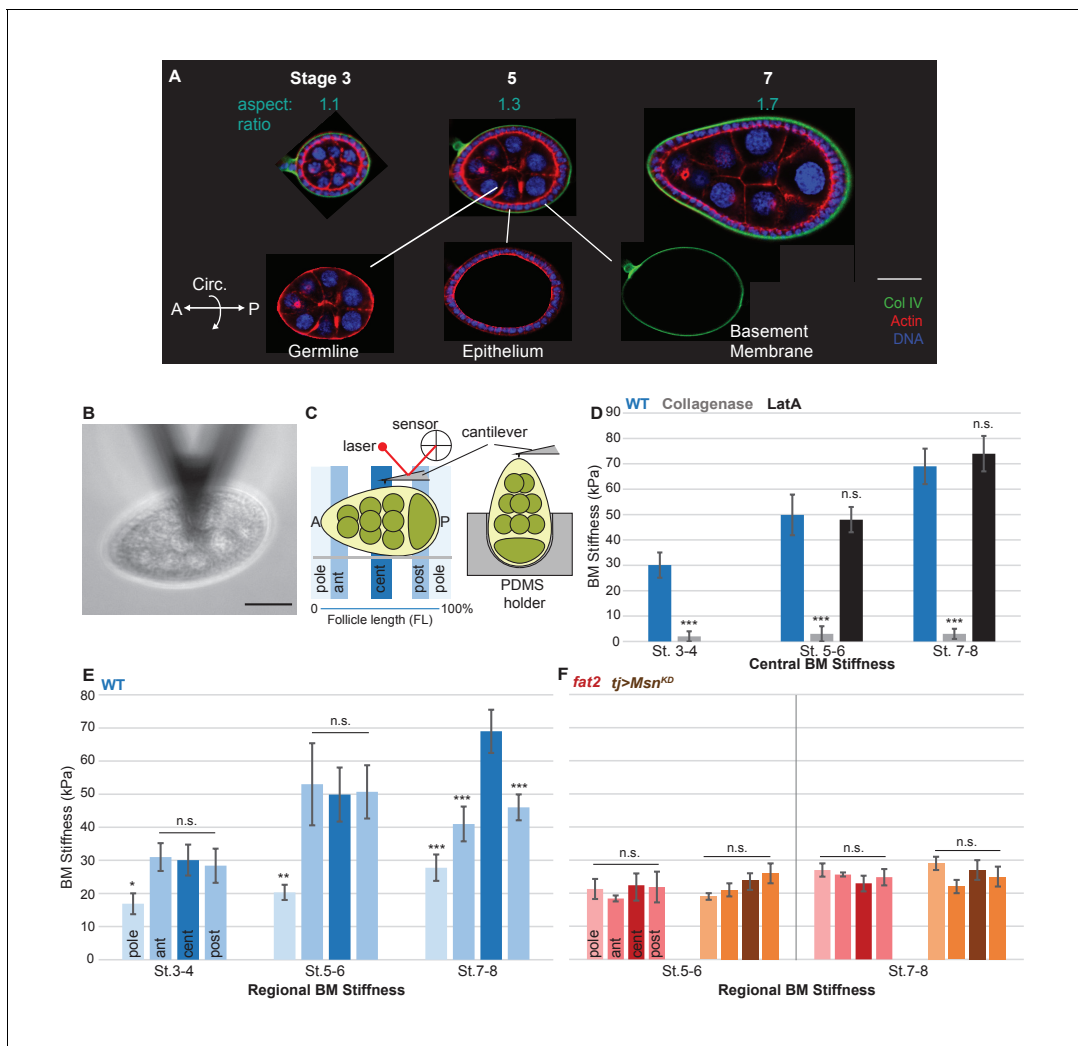 A
Stage 3 5 7
aspect: 1.1 1.3 1.7
ratio
Circ.
A P
Col IV
Actin
DNA
Germline Epithelium Basement
Membrane
B
C
sensor
laser
cantilever
A P
pole ant cent post pole
PDMS
holder
0 100%
Follicle length (FL)
D WT Collagenase LatA
BM Stiffness (kPa)
90
80
70
60
50
40
30
20
10
0
*** n.s. *** n.s. ***
St. 3-4 St. 5-6 St. 7-8
Central BM Stiffness
E WT
BM Stiffness (kPa)
80
70
60
50
40
30
20
10
0
* n.s. ** n.s. *** *** ***
pole ant cent post
St.3-4 St.5-6 St.7-8
Regional BM Stiffness
F fat2 tj>Msn^KD
n.s. n.s. n.s. n.s.
pole ant cent post
St.5-6 St.7-8
Regional BM Stiffness